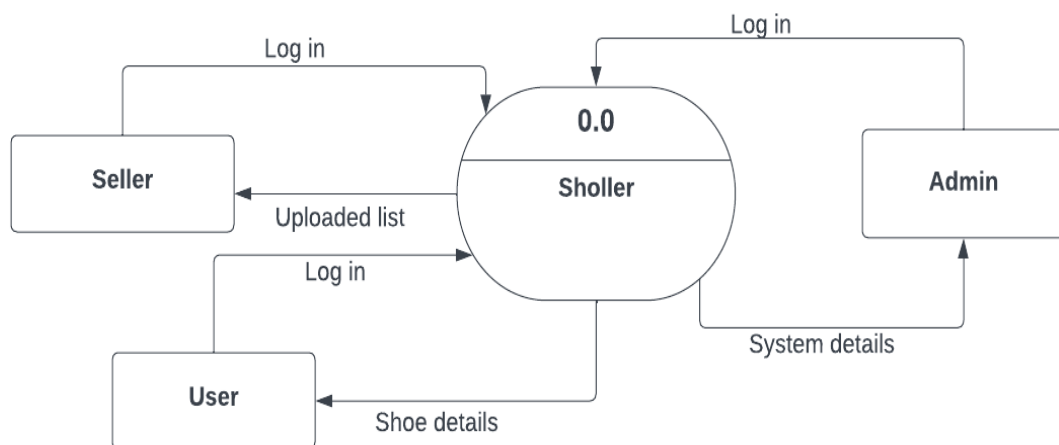 Log in
Log in
0.0
Seller
Sholler
Admin
Uploaded list
Log in
System details
User
Shoe details